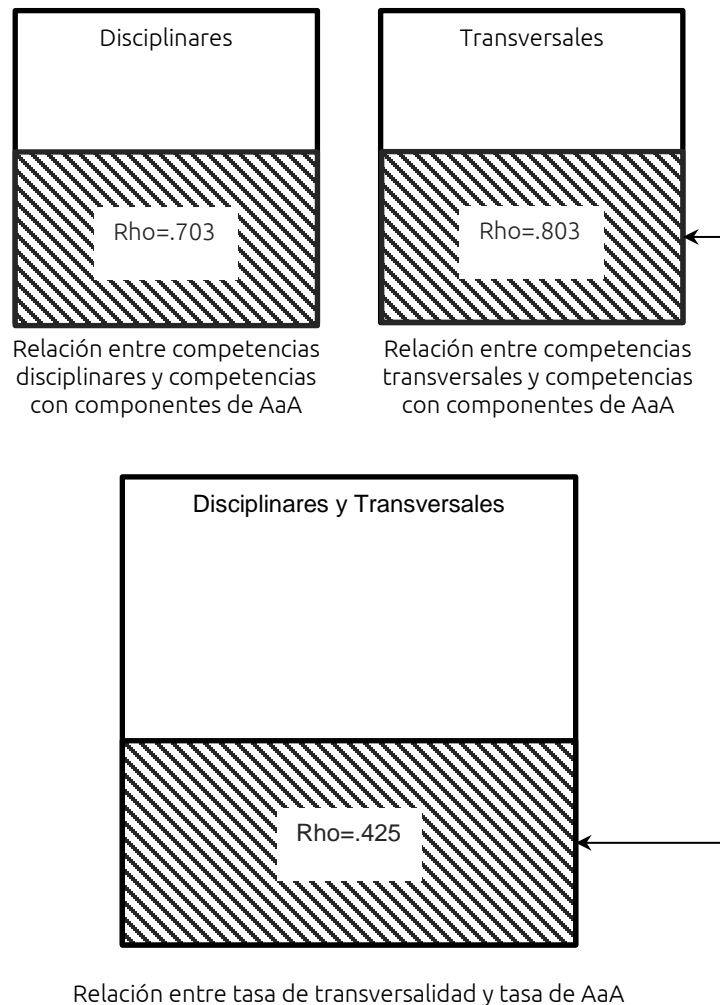 Disciplinares
Rho=.703
Relación entre competencias
disciplinares y competencias
con componentes de AaA
Transversales
Rho=.803
Relación entre competencias
transversales y competencias
con componentes de AaA
Disciplinares y Transversales
Rho=.425
Relación entre tasa de transversalidad y tasa de AaA